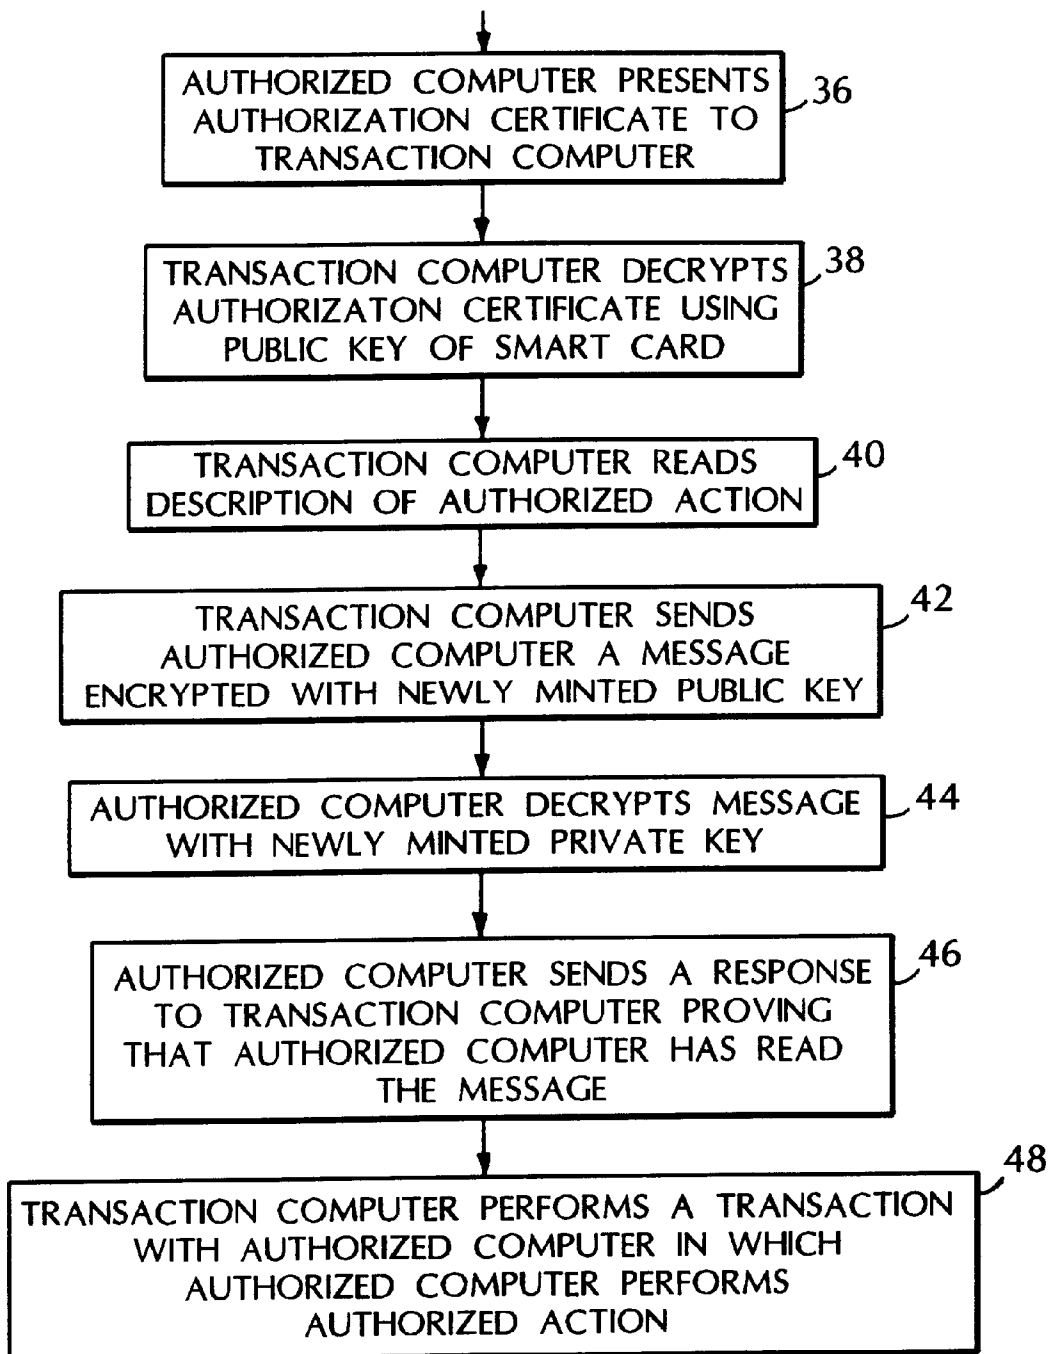 AUTHORIZED COMPUTER PRESENTS
AUTHORIZATION CERTIFICATE TO
TRANSACTION COMPUTER
36
TRANSACTION COMPUTER DECRYPTS
AUTHORIZATON CERTIFICATE USING
PUBLIC KEY OF SMART CARD
38
TRANSACTION COMPUTER READS
DESCRIPTION OF AUTHORIZED ACTION
40
TRANSACTION COMPUTER SENDS
AUTHORIZED COMPUTER A MESSAGE
ENCRYPTED WITH NEWLY MINTED PUBLIC KEY
42
AUTHORIZED COMPUTER DECRYPTS MESSAGE
WITH NEWLY MINTED PRIVATE KEY
44
AUTHORIZED COMPUTER SENDS A RESPONSE
TO TRANSACTION COMPUTER PROVING
THAT AUTHORIZED COMPUTER HAS READ
THE MESSAGE
46
TRANSACTION COMPUTER PERFORMS A TRANSACTION
WITH AUTHORIZED COMPUTER IN WHICH
AUTHORIZED COMPUTER PERFORMS
AUTHORIZED ACTION
48